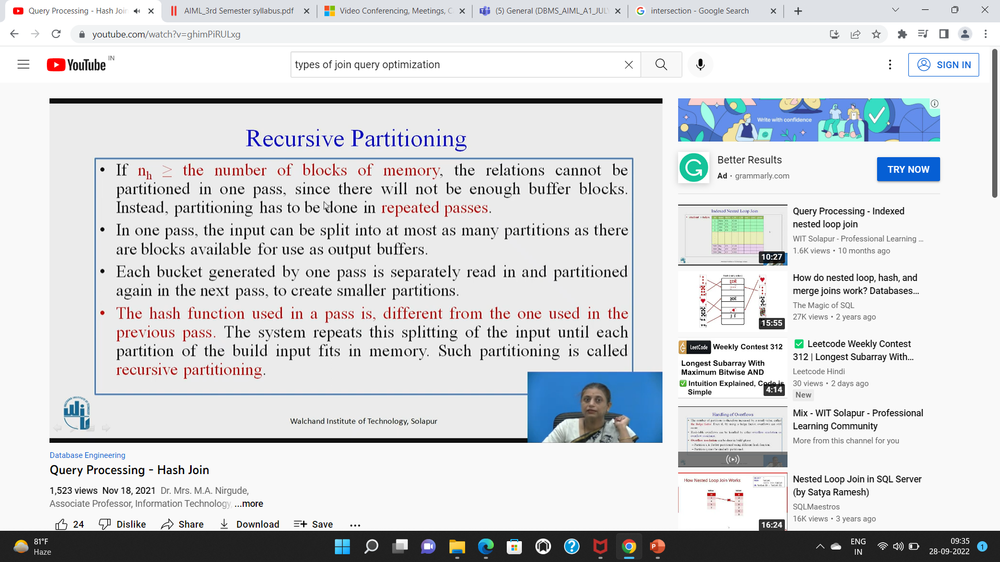 Query Processing - Hash Join
AIML_3rd Semester syllabus.pdf
Video Conferencing, Meetings, C
(5) General (DBMS_AIML_A1_JULY
intersection - Google Search
youtube.com/watch?v=ghimPiRULxg
YouTube IN
types of join query optimization
SIGN IN
Recursive Partitioning
• If nh ≥ the number of blocks of memory, the relations cannot be
partitioned in one pass, since there will not be enough buffer blocks.
Instead, partitioning has to be done in repeated passes.
• In one pass, the input can be split into at most as many partitions as there
are blocks available for use as output buffers.
• Each bucket generated by one pass is separately read in and partitioned
again in the next pass, to create smaller partitions.
• The hash function used in a pass is, different from the one used in the
previous pass. The system repeats this splitting of the input until each
partition of the build input fits in memory. Such partitioning is called
recursive partitioning.
Walchand Institute of Technology, Solapur
Database Engineering
Query Processing - Hash Join
1,523 views Nov 18, 2021 Dr. Mrs. M.A. Nirgude,
Associate Professor, Information Technology, ...more
24 Dislike Share Download Save
Write with confidence
Better Results
Ad · grammarly.com
TRY NOW
Indexed Nested Loop Join
10:27
Query Processing - Indexed
nested loop join
WIT Solapur - Professional Learning ...
1.6K views • 10 months ago
15:55
How do nested loop, hash, and
merge joins work? Databases...
The Magic of SQL
27K views • 2 years ago
LeetCode Weekly Contest 312
Longest Subarray With
Maximum Bitwise AND
Intuition Explained, Code is
Simple
4:14
Leetcode Weekly Contest
312 | Longest Subarray With...
Leetcode Hindi
30 views • 2 days ago
New
Handling of Overflows
Mix - WIT Solapur - Professional
Learning Community
More from this channel for you
How Nested Loop Join Works
16:24
Nested Loop Join in SQL Server
(by Satya Ramesh)
SQLMaestros
16K views • 3 years ago
81°F
Haze
ENG
IN
09:35
28-09-2022
1